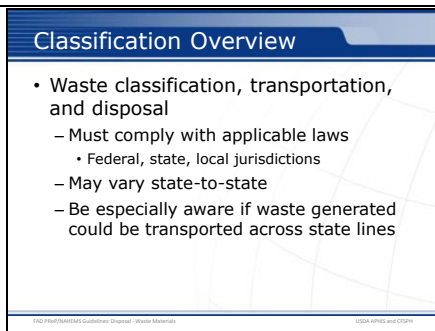 Classification Overview
• Waste classification, transportation,
and disposal
– Must comply with applicable laws
• Federal, state, local jurisdictions
– May vary state-to-state
– Be especially aware if waste generated
could be transported across state lines
FAD PReP/NAHEMS Guidelines: Disposal - Waste Materials
USDA APHIS and CFSPH